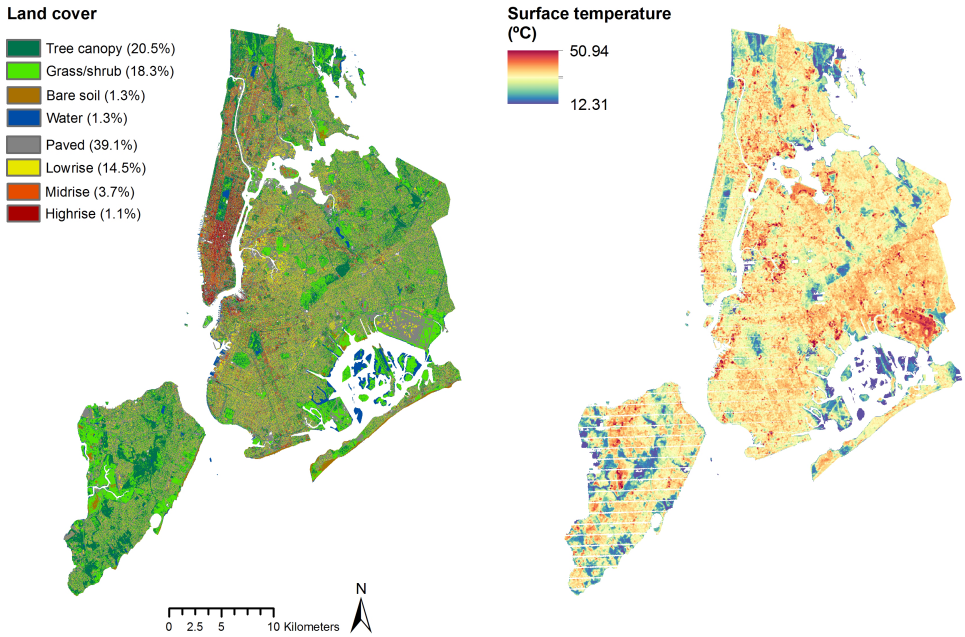 Land cover
Tree canopy (20.5%)
Grass/shrub (18.3%)
Bare soil (1.3%)
Water (1.3%)
Paved (39.1%)
Lowrise (14.5%)
Midrise (3.7%)
Highrise (1.1%)
Surface temperature
(ºC)
50.94
12.31
N
0 2.5 5 10 Kilometers